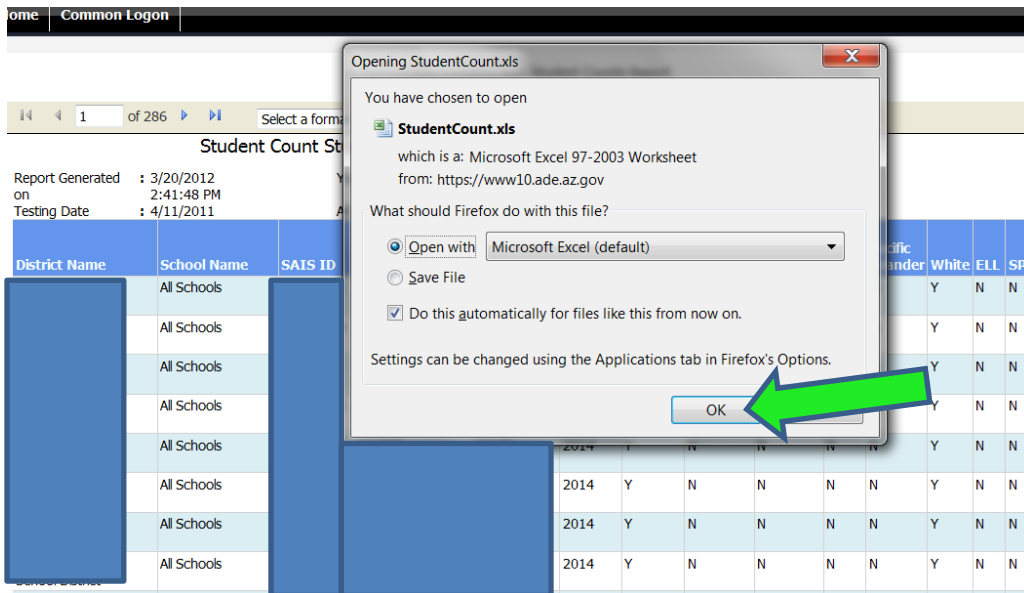 ome Common Logon
Opening StudentCount.xls
X
You have chosen to open
StudentCount.xls
which is a: Microsoft Excel 97-2003 Worksheet
from: https://www10.ade.az.gov
What should Firefox do with this file?
Open with Microsoft Excel (default)
Save File
Do this automatically for files like this from now on.
Settings can be changed using the Applications tab in Firefox's Options.
OK
1 of 286 Select a forma
Student Count St
Report Generated : 3/20/2012 Y
on 2:41:48 PM
Testing Date : 4/11/2011 A
cific
District Name School Name SAIS ID ander White ELL SP
All Schools Y N N
All Schools Y N N
All Schools Y N N
All Schools Y N N
All Schools 2014 Y N N N N Y N N
All Schools 2014 Y N N N N Y N N
All Schools 2014 Y N N N N Y N N
All Schools 2014 Y N N N N Y N N